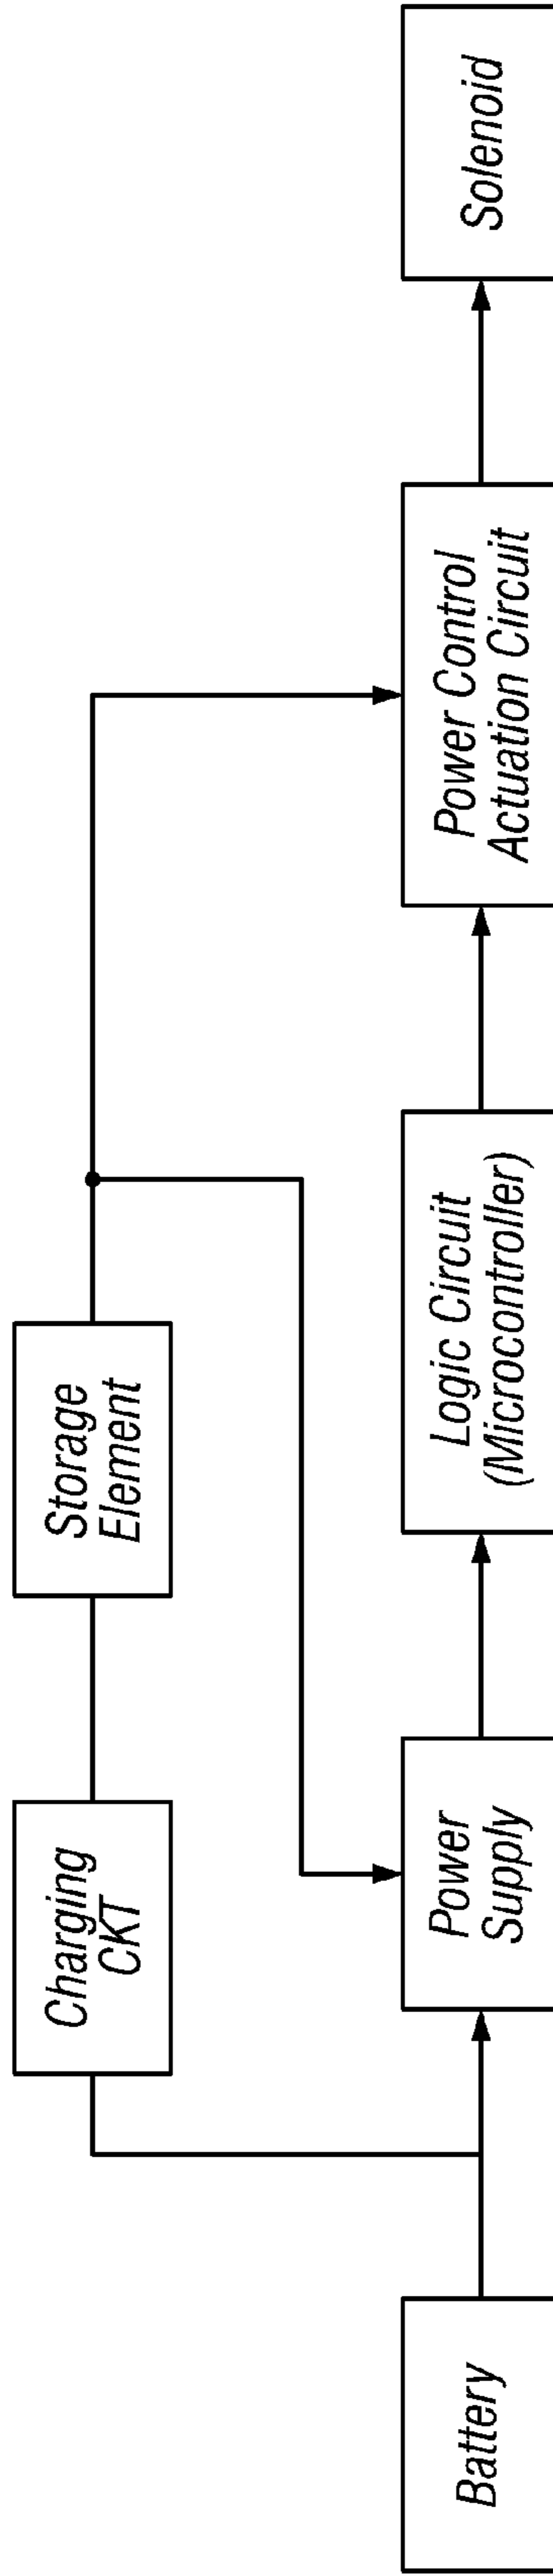 Charging
CKT
Storage
Element
Battery
Power
Supply
Logic Circuit
(Microcontroller)
Power Control
Actuation Circuit
Solenoid